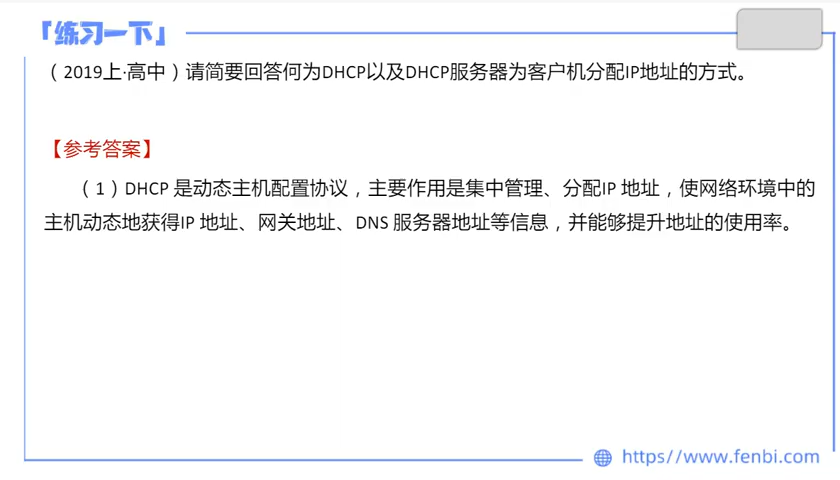 「练习一下」
（2019上·高中）请简要回答何为DHCP以及DHCP服务器为客户机分配IP地址的方式。
【参考答案】
（1）DHCP 是动态主机配置协议，主要作用是集中管理、分配IP 地址，使网络环境中的
主机动态地获得IP 地址、网关地址、DNS 服务器地址等信息，并能够提升地址的使用率。
https//www.fenbi.com